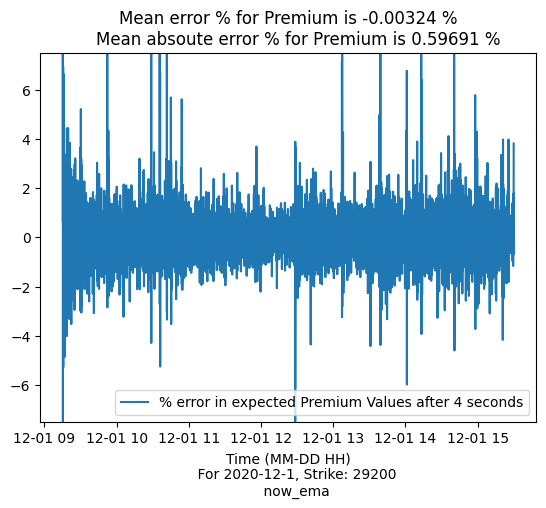 Mean error % for Premium is -0.00324 %
Mean absoute error % for Premium is 0.59691 %
6
4
2
0
−2
−4
−6
% error in expected Premium Values after 4 seconds
12-01 09 12-01 10 12-01 11 12-01 12 12-01 13 12-01 14 12-01 15
Time (MM-DD HH)
For 2020-12-1, Strike: 29200
now_ema